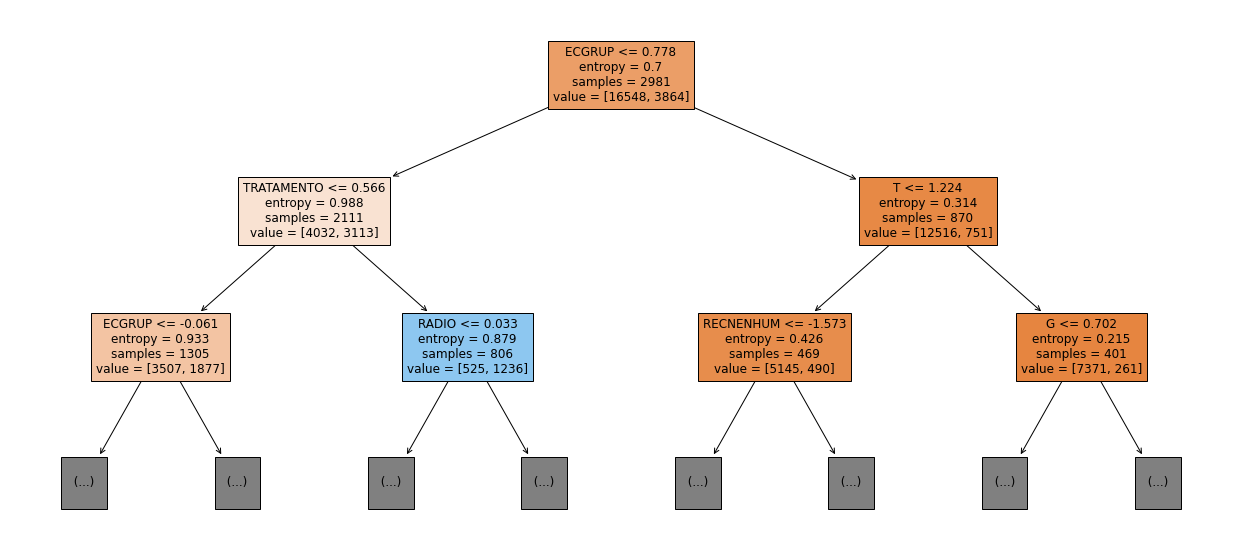 ECGRUP <= 0.778
entropy = 0.7
samples = 2981
value = [16548, 3864]
TRATAMENTO <= 0.566
entropy = 0.988
samples = 2111
value = [4032, 3113]
T <= 1.224
entropy = 0.314
samples = 870
value = [12516, 751]
ECGRUP <= -0.061
entropy = 0.933
samples = 1305
value = [3507, 1877]
RADIO <= 0.033
entropy = 0.879
samples = 806
value = [525, 1236]
RECNENHUM <= -1.573
entropy = 0.426
samples = 469
value = [5145, 490]
G <= 0.702
entropy = 0.215
samples = 401
value = [7371, 261]
(...)
(...)
(...)
(...)
(...)
(...)
(...)
(...)